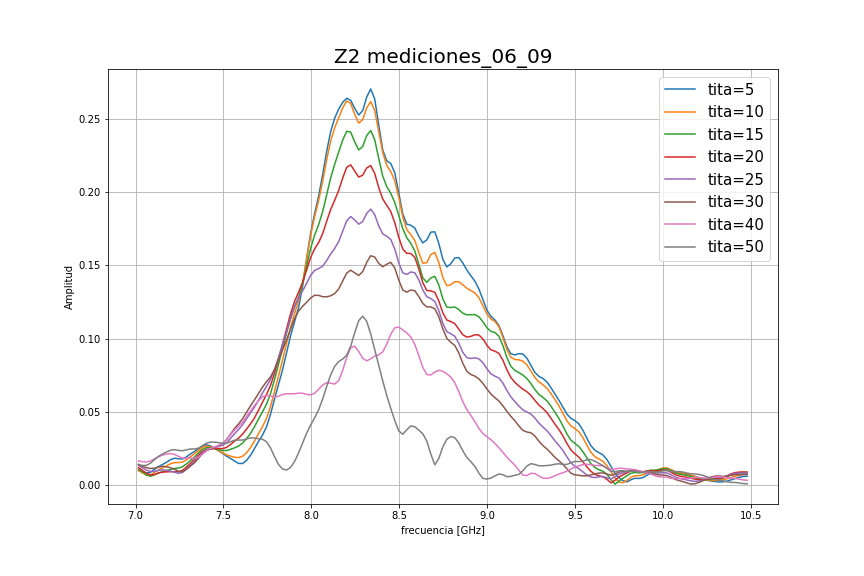 Z2 mediciones_06_09
Amplitud
0.25
0.20
0.15
0.10
0.05
0.00
7.0 7.5 8.0 8.5 9.0 9.5 10.0 10.5
frecuencia [GHz]
tita=5
tita=10
tita=15
tita=20
tita=25
tita=30
tita=40
tita=50